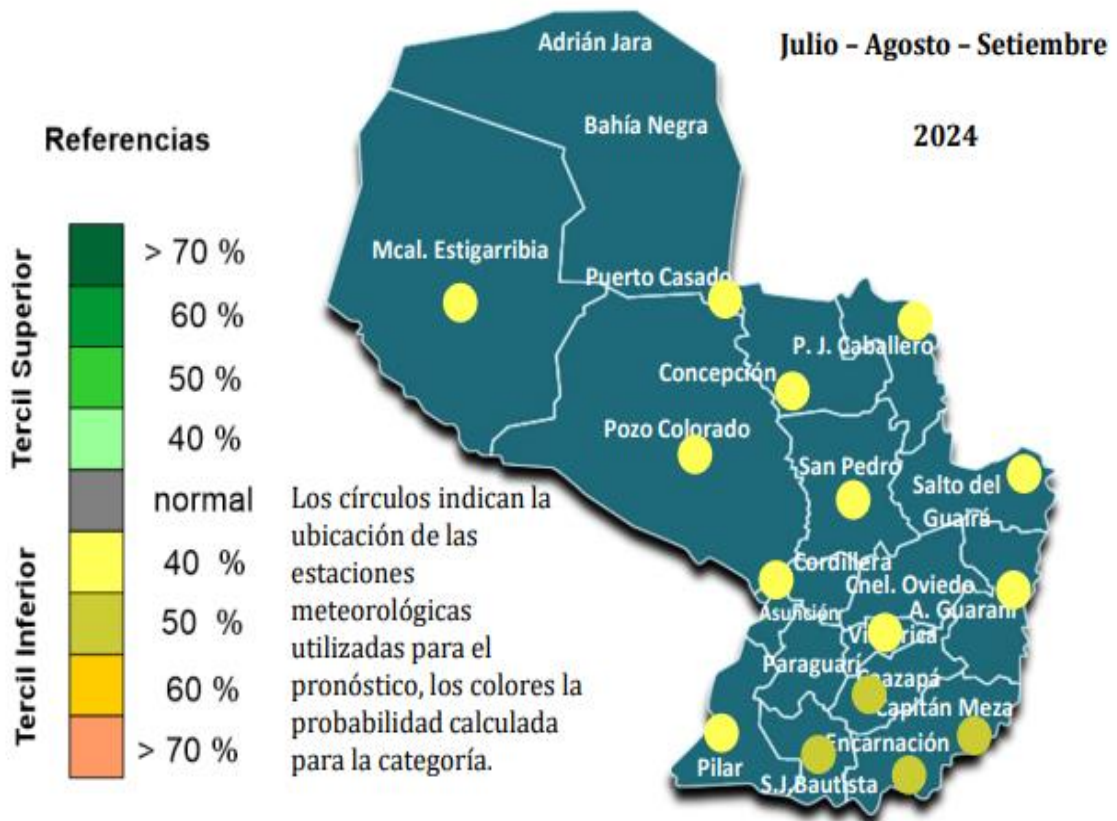 Julio – Agosto – Setiembre
2024
Referencias
Tercil Superior
> 70 %
60 %
50 %
40 %
normal
Tercil Inferior
40 %
50 %
60 %
> 70 %
Los círculos indican la
ubicación de las
estaciones
meteorológicas
utilizadas para el
pronóstico, los colores la
probabilidad calculada
para la categoría.
Adrián Jara
Bahía Negra
Mcal. Estigarribia
Puerto Casado
P. J. Caballero
Concepción
Pozo Colorado
San Pedro
Salto del
Guairá
Cordillera
Cnel. Oviedo
Asunción
A. Guaraní
Villarrica
Paraguarí
Caazapá
Capitán Meza
Encarnación
Pilar
S.J.Bautista